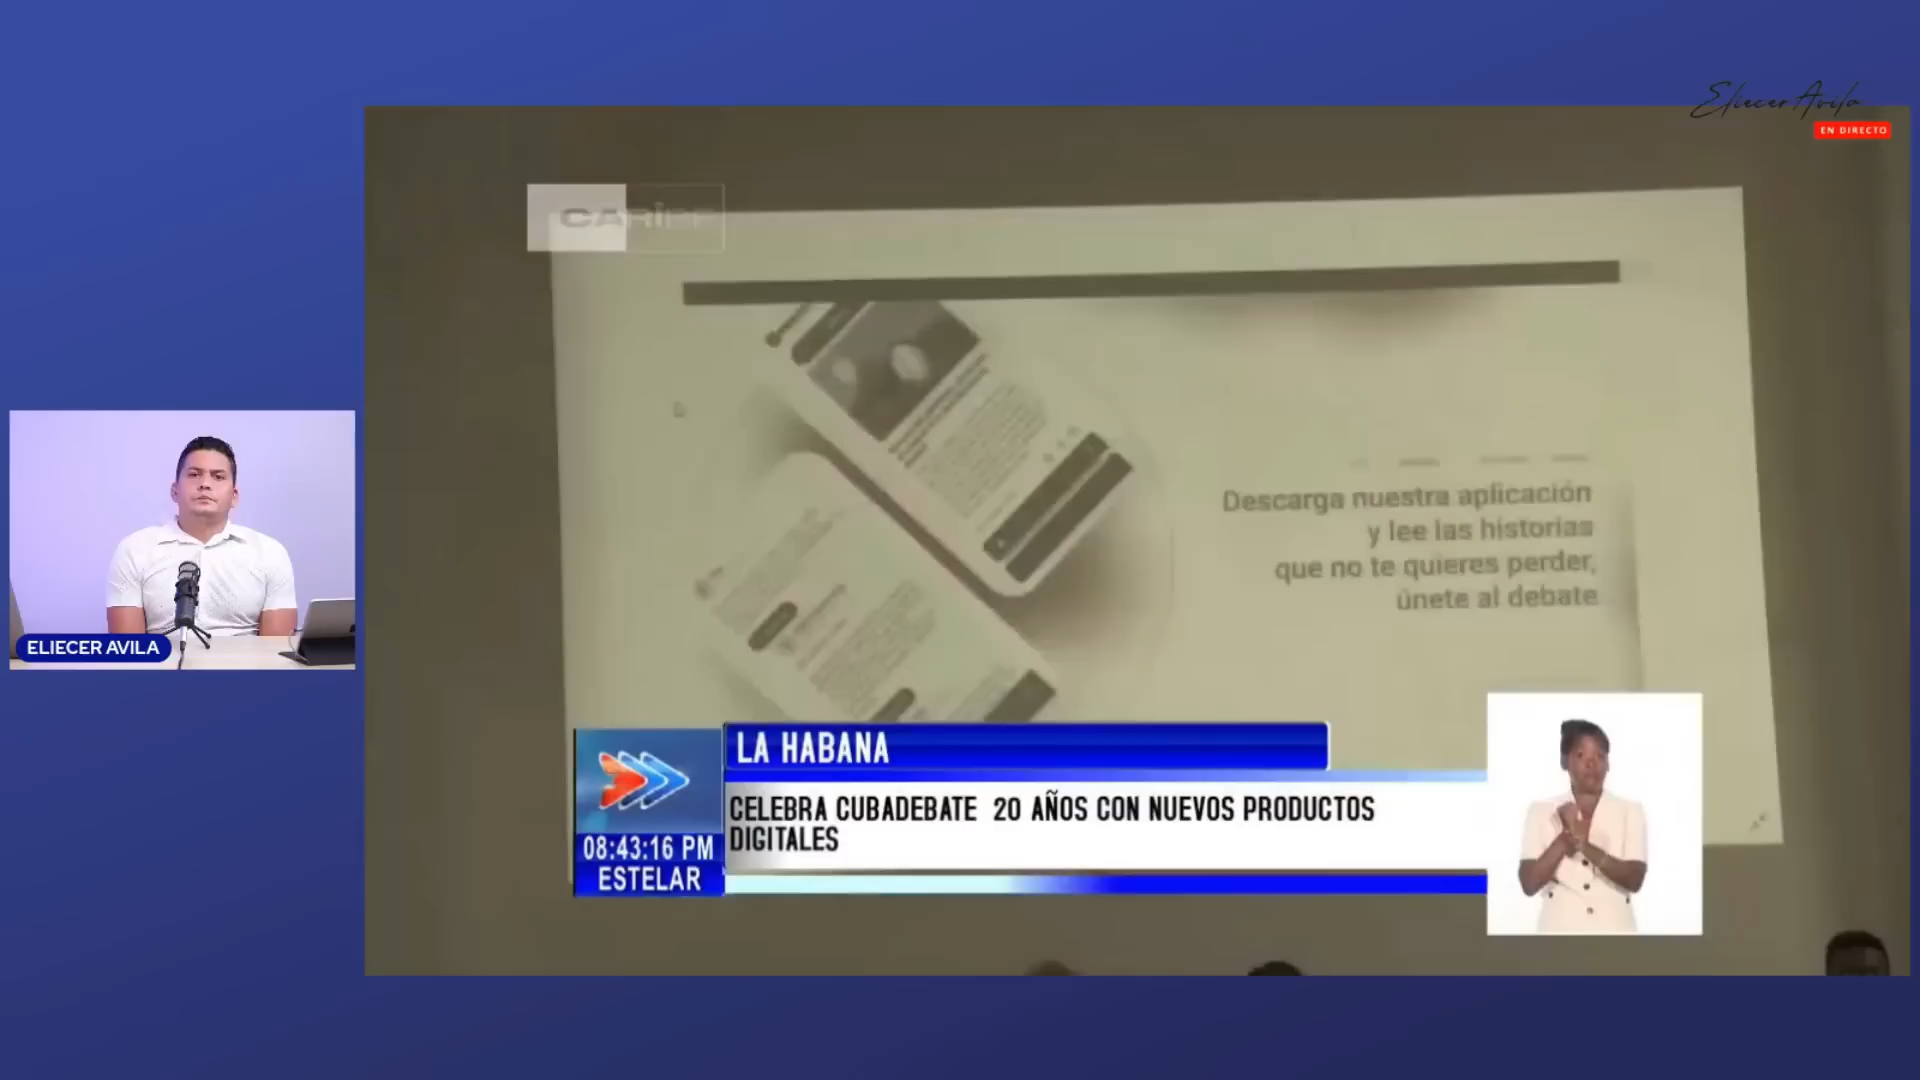 Eliecer Avila
EN DIRECTO
CARIBE
Descarga nuestra aplicación
y lee las historias
que no te quieres perder,
únete al debate
ELIECER AVILA
LA HABANA
CELEBRA CUBADEBATE 20 AÑOS CON NUEVOS PRODUCTOS
DIGITALES
08:43:16 PM
ESTELAR